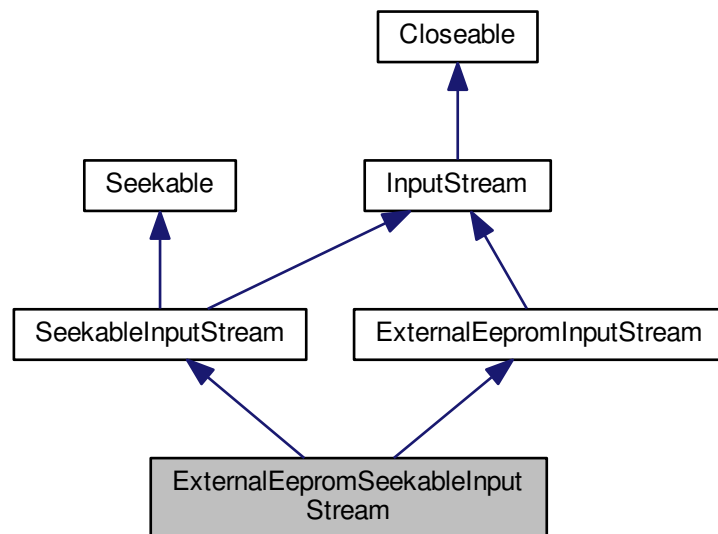 Closeable
Seekable
InputStream
SeekableInputStream
ExternalEepromInputStream
ExternalEepromSeekableInput
Stream